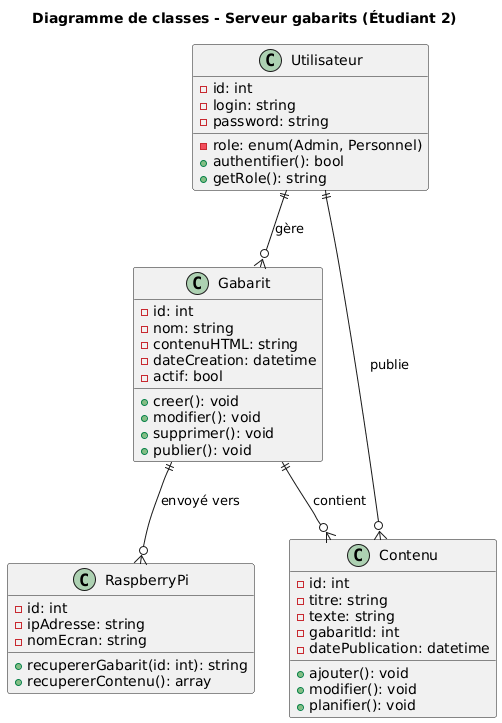 Diagramme de classes - Serveur gabarits (Étudiant 2)
C Utilisateur
id: int
login: string
password: string
role: enum(Admin, Personnel)
authentifier(): bool
getRole(): string
gère
C Gabarit
id: int
nom: string
contenuHTML: string
dateCreation: datetime
actif: bool
creer(): void
modifier(): void
supprimer(): void
publier(): void
publie
envoyé vers
contient
C RaspberryPi
id: int
ipAdresse: string
nomEcran: string
recupererGabarit(id: int): string
recupererContenu(): array
C Contenu
id: int
titre: string
texte: string
gabaritId: int
datePublication: datetime
ajouter(): void
modifier(): void
planifier(): void